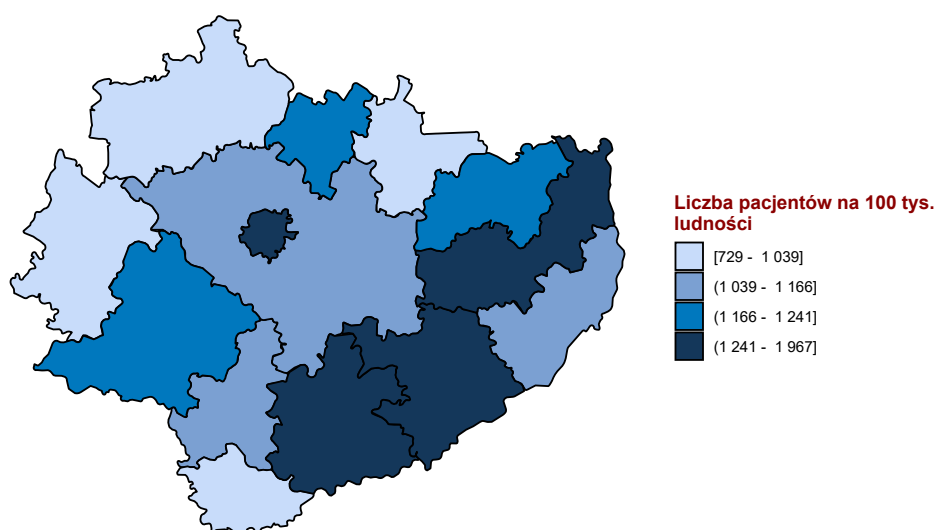 Liczba pacjentów na 100 tys.
ludności
[729 - 1 039]
(1 039 - 1 166]
(1 166 - 1 241]
(1 241 - 1 967]